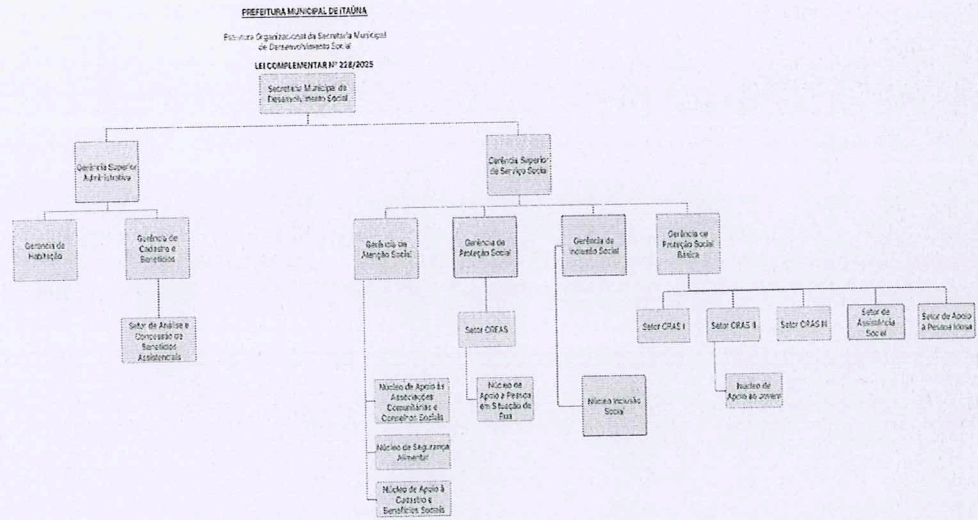 PREFEITURA MUNICIPAL DE ITAÚNA
Estrutura Organizacional da Secretaria Municipal
de Desenvolvimento Social
LEI COMPLEMENTAR Nº 228/2025
Secretaria Municipal de
Desenvolvimento Social
Gerência Superior
Administrativa
Gerência Superior
de Serviço Social
Gerência de
Habitação
Gerência de
Cadastro e
Benefícios
Gerência de
Atenção Social
Gerência de
Proteção Social
Gerência de
Inclusão Social
Gerência de
Proteção Social
Básica
Setor de Análise e
Concessão de
Benefícios
Assistenciais
Setor CREAS
Setor CRAS I
Setor CRAS II
Setor CRAS III
Setor de
Assistência
Social
Setor de Apoio
à Pessoa Idosa
Núcleo de Apoio às
Associações
Comunitárias e
Conselhos Sociais
Núcleo de
Apoio a Pessoa
em Situação de
Rua
Núcleo Inclusão
Social
Núcleo de
Apoio ao Jovem
Núcleo de Segurança
Alimentar
Núcleo de Apoio à
Cadastro e
Benefícios Sociais